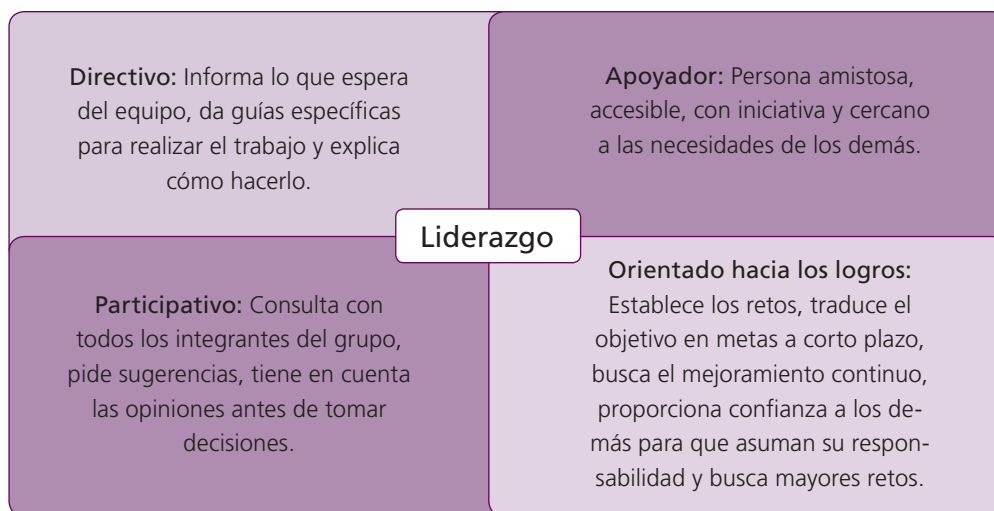 Directivo: Informa lo que espera
del equipo, da guías específicas
para realizar el trabajo y explica
cómo hacerlo.
Apoyador: Persona amistosa,
accesible, con iniciativa y cercano
a las necesidades de los demás.
Liderazgo
Participativo: Consulta con
todos los integrantes del grupo,
pide sugerencias, tiene en cuenta
las opiniones antes de tomar
decisiones.
Orientado hacia los logros:
Establece los retos, traduce el
objetivo en metas a corto plazo,
busca el mejoramiento continuo,
proporciona confianza a los de-
más para que asuman su respon-
sabilidad y busca mayores retos.